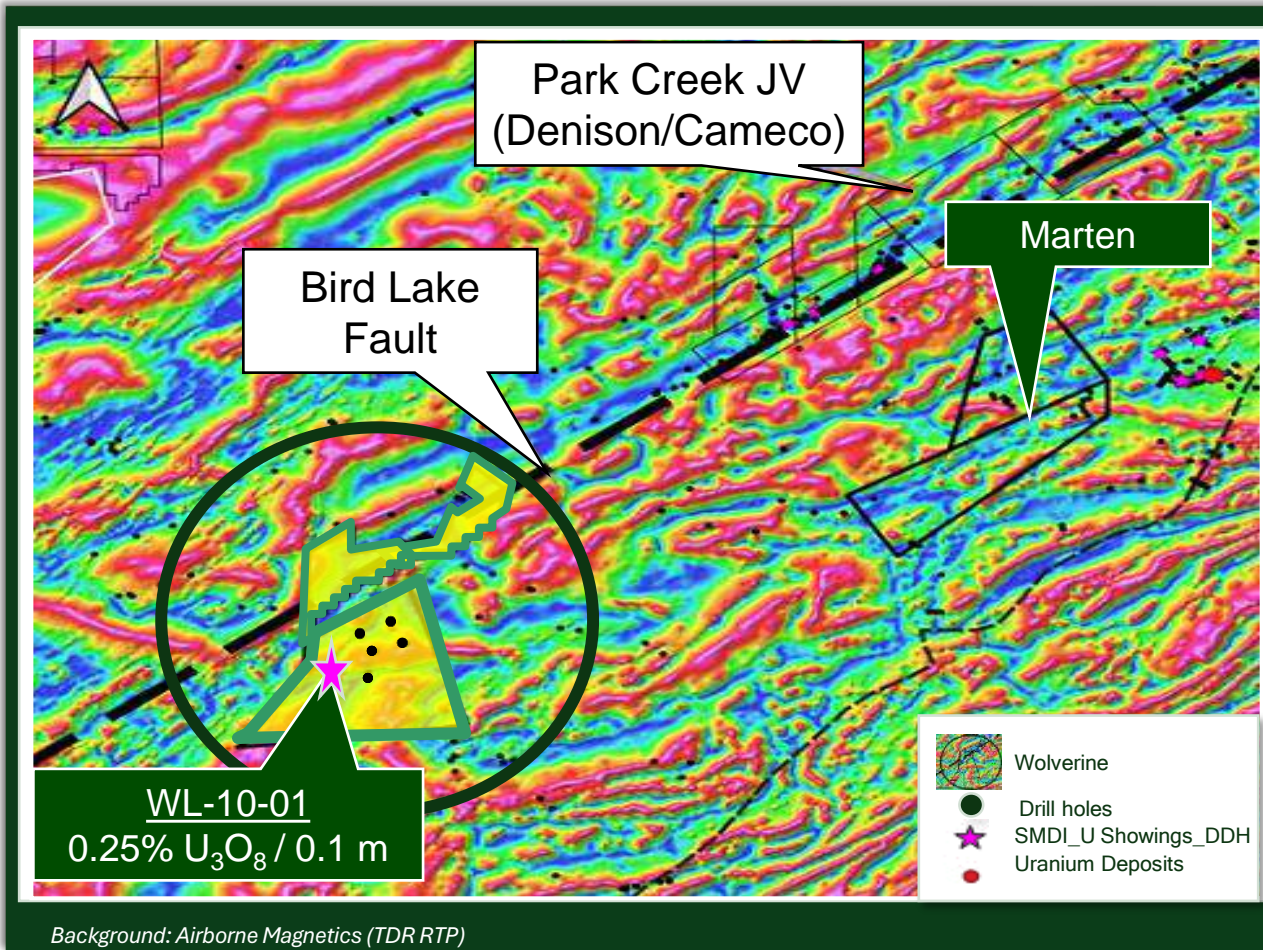 Park Creek JV
(Denison/Cameco)
Marten
Bird Lake
Fault
WL-10-01
0.25% U₃O₈ / 0.1 m
Wolverine
Drill holes
SMDI_U Showings_DDH
Uranium Deposits
Background: Airborne Magnetics (TDR RTP)